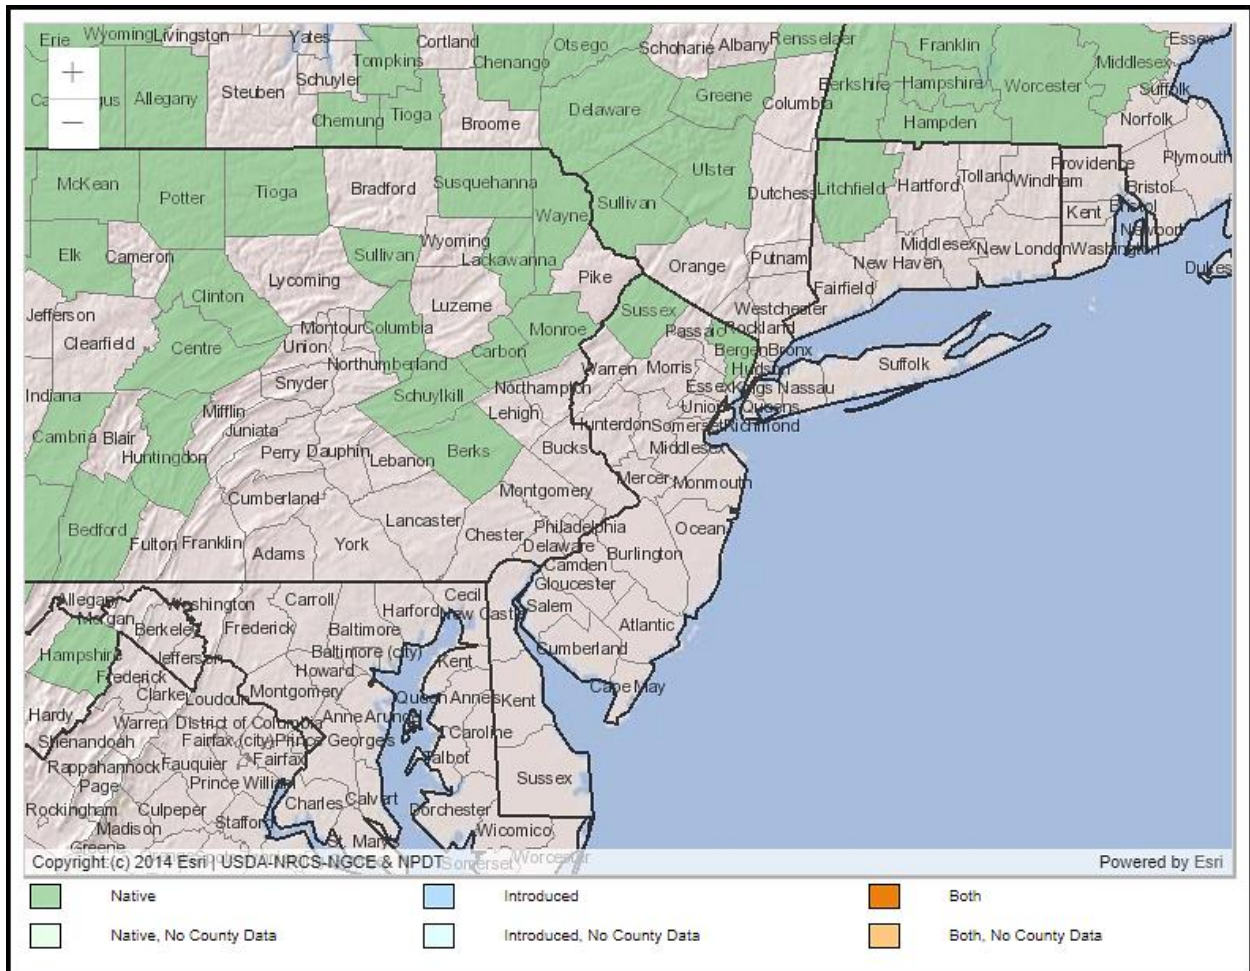 Erie Wyoming Livingston Yates Cortland Otsego Schoharie Albany Rensselaer Franklin Essex
+
Tompkins Chenango Middlesex
Allegany Steuben Schuyler Delaware Greene Columbia Berkshire Hampshire Worcester Suffolk
−
Chemung Tioga Broome Hampden Norfolk
McKean Potter Tioga Bradford Susquehanna Ulster Providence Plymouth
Wayne Sullivan Dutchess Litchfield Hartford Tolland Windham Bristol
Kent Bristol
Elk Cameron Sullivan Wyoming Lackawanna Middlesex New London Washington Newport
Lycoming Pike Orange Putnam New Haven Dukes
Clinton Luzerne Fairfield
Jefferson Clearfield Centre Montour Columbia Monroe Sussex Passaic Rockland Westchester
Union Carbon Bergen Bronx
Northumberland Warren Morris Hudson Suffolk
Indiana Snyder Schuylkill Northampton Essex Kings Nassau
Mifflin Lehigh Union Queens
Cambria Blair Juniata Hunterdon Somerset Richmond
Huntingdon Perry Dauphin Lebanon Berks Bucks Middlesex
Cumberland Montgomery Mercer Monmouth
Bedford Fulton Franklin Adams York Lancaster Chester Philadelphia Ocean
Delaware Burlington
Camden
Allegany Morgan Washington Carroll Harford Cecil New Castle Gloucester
Berkeley Frederick Baltimore Salem Atlantic
Hampshire Jefferson Baltimore (city) Kent Cumberland
Frederick Howard
Clarke Loudoun Montgomery Queen Annes Kent Cape May
Hardy Warren District of Columbia Anne Arundel
Shenandoah Fairfax (city) Prince Georges Caroline
Rappahannock Fauquier Fairfax Talbot
Page Prince William Sussex
Rockingham Culpeper Charles Calvert Dorchester
Madison Stafford Wicomico
Greene St. Marys
Copyright:(c) 2014 Esri | USDA-NRCS-NGCE & NPDT Somerset Worcester Powered by Esri
Native Introduced Both
Native, No County Data Introduced, No County Data Both, No County Data